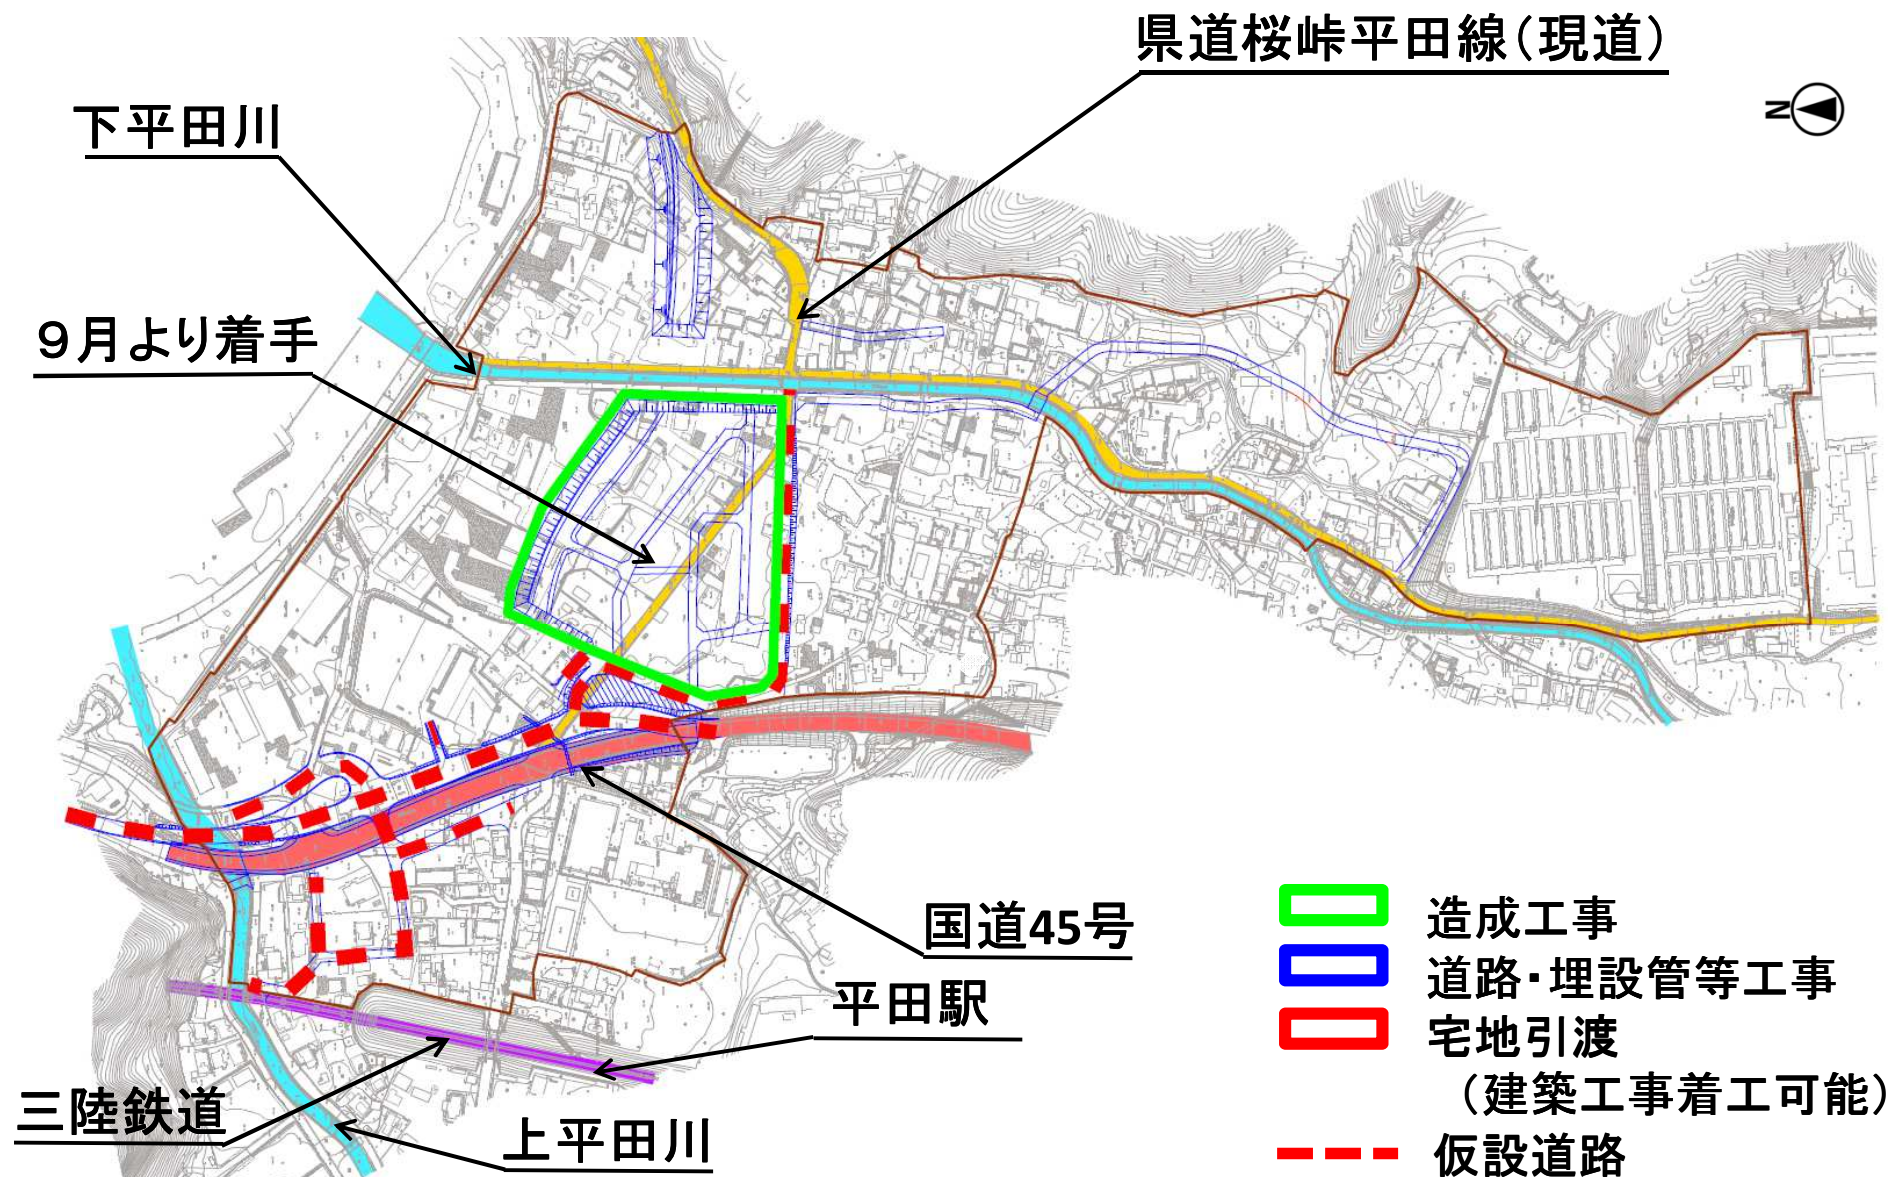 県道桜峠平田線（現道）
N
下平田川
９月より着手
国道45号
平田駅
三陸鉄道
上平田川
造成工事
道路・埋設管等工事
宅地引渡
（建築工事着工可能）
仮設道路